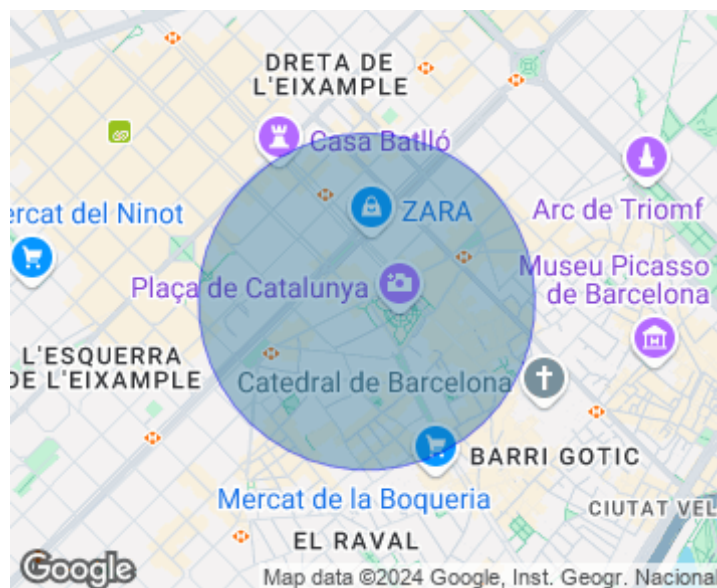 DRETA DE
L'EIXAMPLE
Casa Batlló
ercat del Ninot
ZARA
Arc de Triomf
Plaça de Catalunya
Museu Picasso
de Barcelona
L'ESQUERRA
DE L'EIXAMPLE
Catedral de Barcelona
BARRI GOTIC
Mercat de la Boqueria
CIUTAT VEL
EL RAVAL
Google
Map data ©2024 Google, Inst. Geogr. Nacional